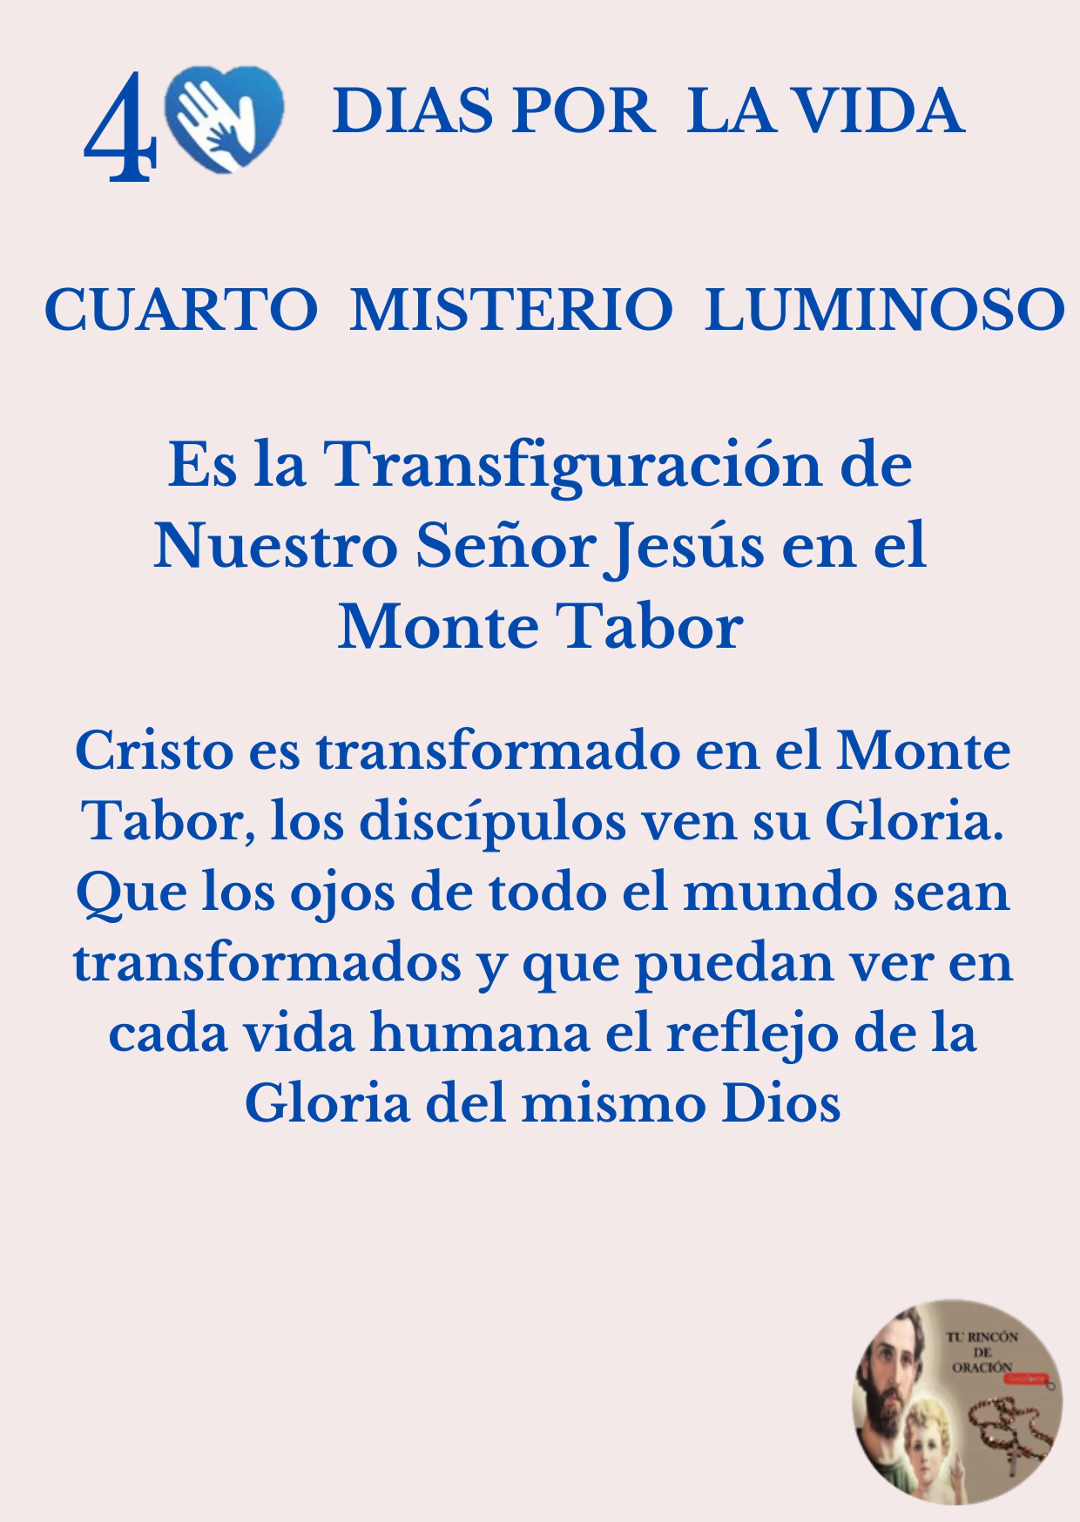 4 DIAS POR LA VIDA
CUARTO MISTERIO LUMINOSO
Es la Transfiguración de
Nuestro Señor Jesús en el
Monte Tabor
Cristo es transformado en el Monte
Tabor, los discípulos ven su Gloria.
Que los ojos de todo el mundo sean
transformados y que puedan ver en
cada vida humana el reflejo de la
Gloria del mismo Dios
TU RINCÓN
DE
ORACIÓN